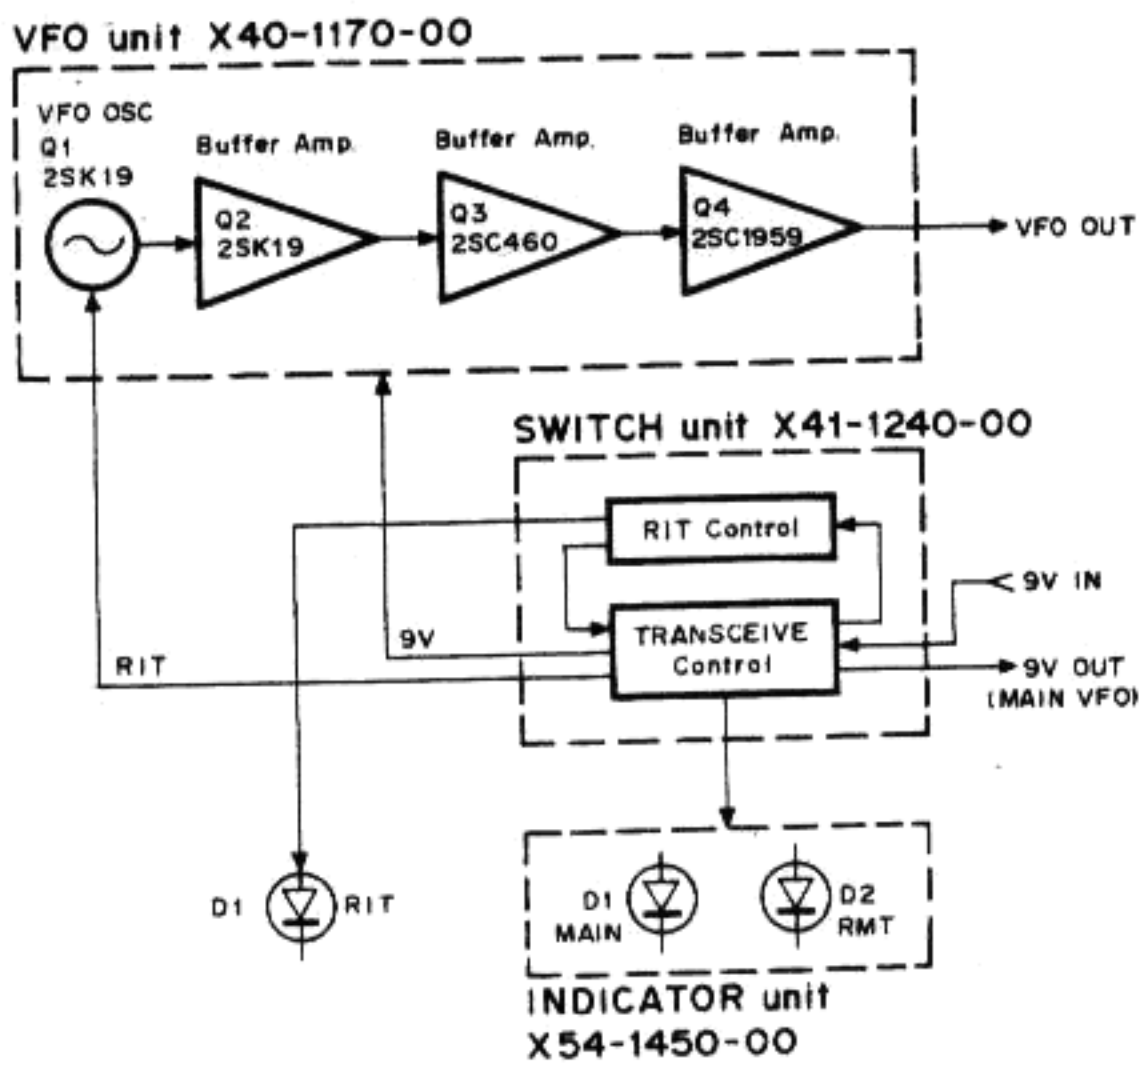 VFO unit X40-1170-00
VFO OSC
Q1
2SK19
Buffer Amp.
Buffer Amp.
Buffer Amp.
Q2
2SK19
Q3
2SC460
Q4
2SC1959
VFO OUT
SWITCH unit X41-1240-00
RIT Control
9V IN
TRANSCEIVE
Control
9V
RIT
9V OUT
(MAIN VFO)
D1
RIT
D1
MAIN
D2
RMT
INDICATOR unit
X54-1450-00